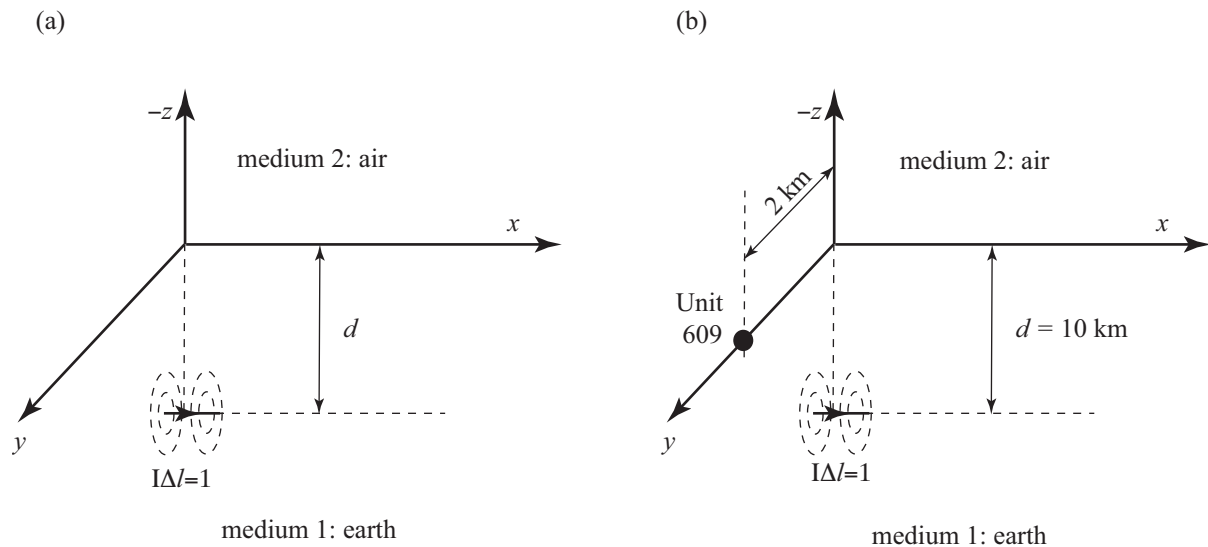 (a)
−z
medium 2: air
x
d
y
IΔl=1
medium 1: earth
(b)
−z
medium 2: air
2 km
x
Unit
609
d = 10 km
y
IΔl=1
medium 1: earth